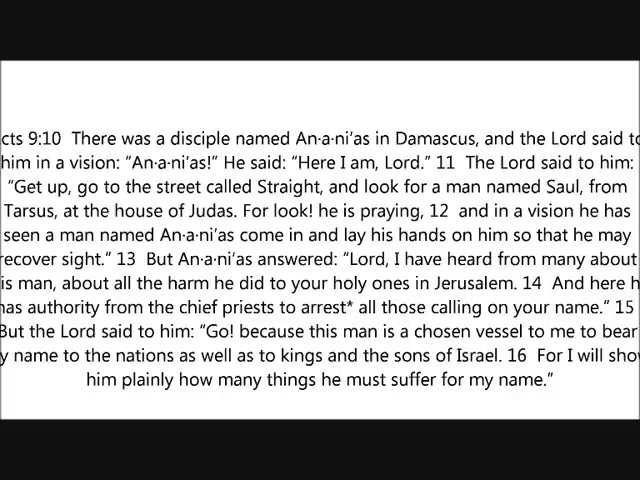 cts 9:10  There was a disciple named An·a·ni′as in Damascus, and the Lord said to
him in a vision: “An·a·ni′as!” He said: “Here I am, Lord.” 11  The Lord said to him:
“Get up, go to the street called Straight, and look for a man named Saul, from
Tarsus, at the house of Judas. For look! he is praying, 12  and in a vision he has
seen a man named An·a·ni′as come in and lay his hands on him so that he may
recover sight.” 13  But An·a·ni′as answered: “Lord, I have heard from many about
is man, about all the harm he did to your holy ones in Jerusalem. 14  And here h
has authority from the chief priests to arrest* all those calling on your name.” 15
But the Lord said to him: “Go! because this man is a chosen vessel to me to bear
y name to the nations as well as to kings and the sons of Israel. 16  For I will show
him plainly how many things he must suffer for my name.”